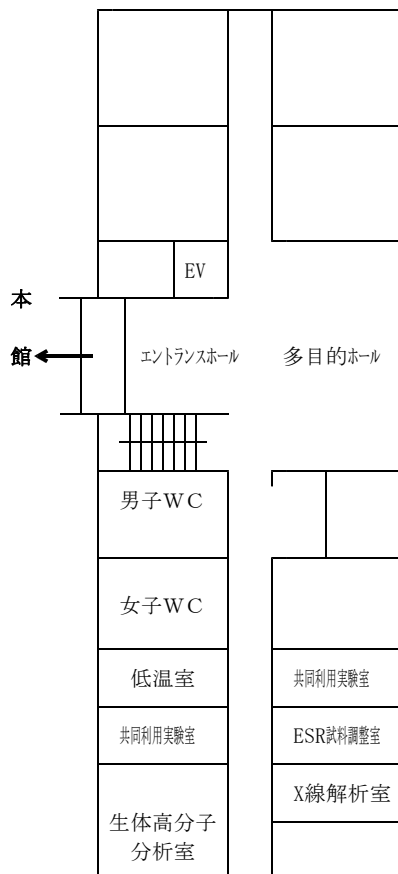 EV
本
館
エントランスホール
多目的ホール
男子WC
女子WC
低温室
共同利用実験室
共同利用実験室
ESR試料調整室
X線解析室
生体高分子
分析室